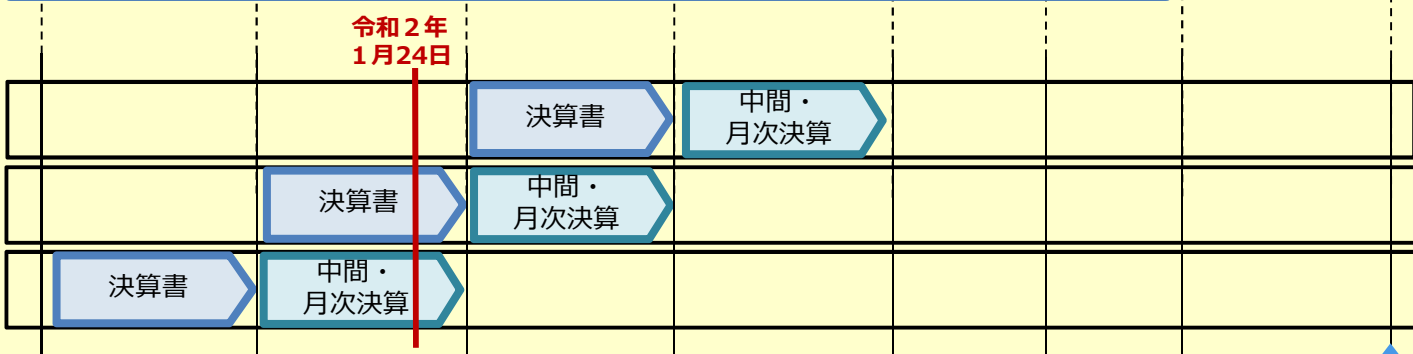 令和２年
１月24日
決算書
中間・
月次決算
決算書
中間・
月次決算
決算書
中間・
月次決算